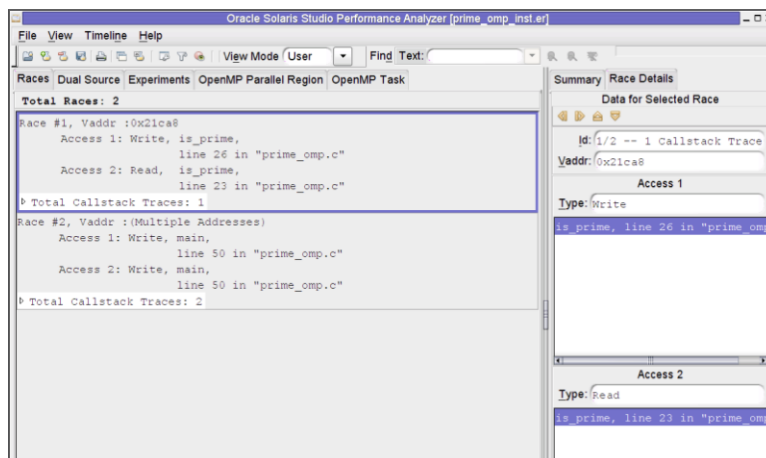 Oracle Solaris Studio Performance Analyzer [prime_omp_inst.er]
File View Timeline Help
View Mode User Find Text:
Races Dual Source Experiments OpenMP Parallel Region OpenMP Task
Total Races: 2
Race #1, Vaddr :0x21ca8
Access 1: Write, is_prime,
line 26 in "prime_omp.c"
Access 2: Read, is_prime,
line 23 in "prime_omp.c"
Total Callstack Traces: 1
Race #2, Vaddr :(Multiple Addresses)
Access 1: Write, main,
line 50 in "prime_omp.c"
Access 2: Write, main,
line 50 in "prime_omp.c"
Total Callstack Traces: 2
Summary Race Details
Data for Selected Race
Id: 1/2 -- 1 Callstack Trace
Vaddr: 0x21ca8
Access 1
Type: Write
is_prime, line 26 in "prime_omp
Access 2
Type: Read
is_prime, line 23 in "prime_omp